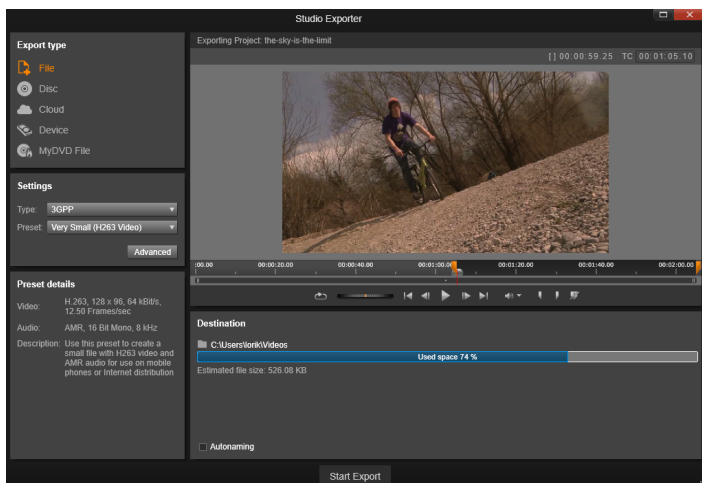 Studio Exporter
Export type
File
Disc
Cloud
Device
MyDVD File
Settings
Type: 3GPP
Preset: Very Small (H263 Video)
Advanced
Preset details
Video: H.263, 128 x 96, 64 kBit/s,
12.50 Frames/sec
Audio: AMR, 16 Bit Mono, 8 kHz
Description: Use this preset to create a
small file with H263 video and
AMR audio for use on mobile
phones or Internet distribution
Exporting Project: the-sky-is-the-limit
[ ] 00:00:59.25 TC 00:01:05.10
:00.00 00:00:20.00 00:00:40.00 00:01:00.00 00:01:20.00 00:01:40.00 00:02:00.00
Destination
C:\Users\lorik\Videos
Used space 74 %
Estimated file size: 526.08 KB
Autonaming
Start Export